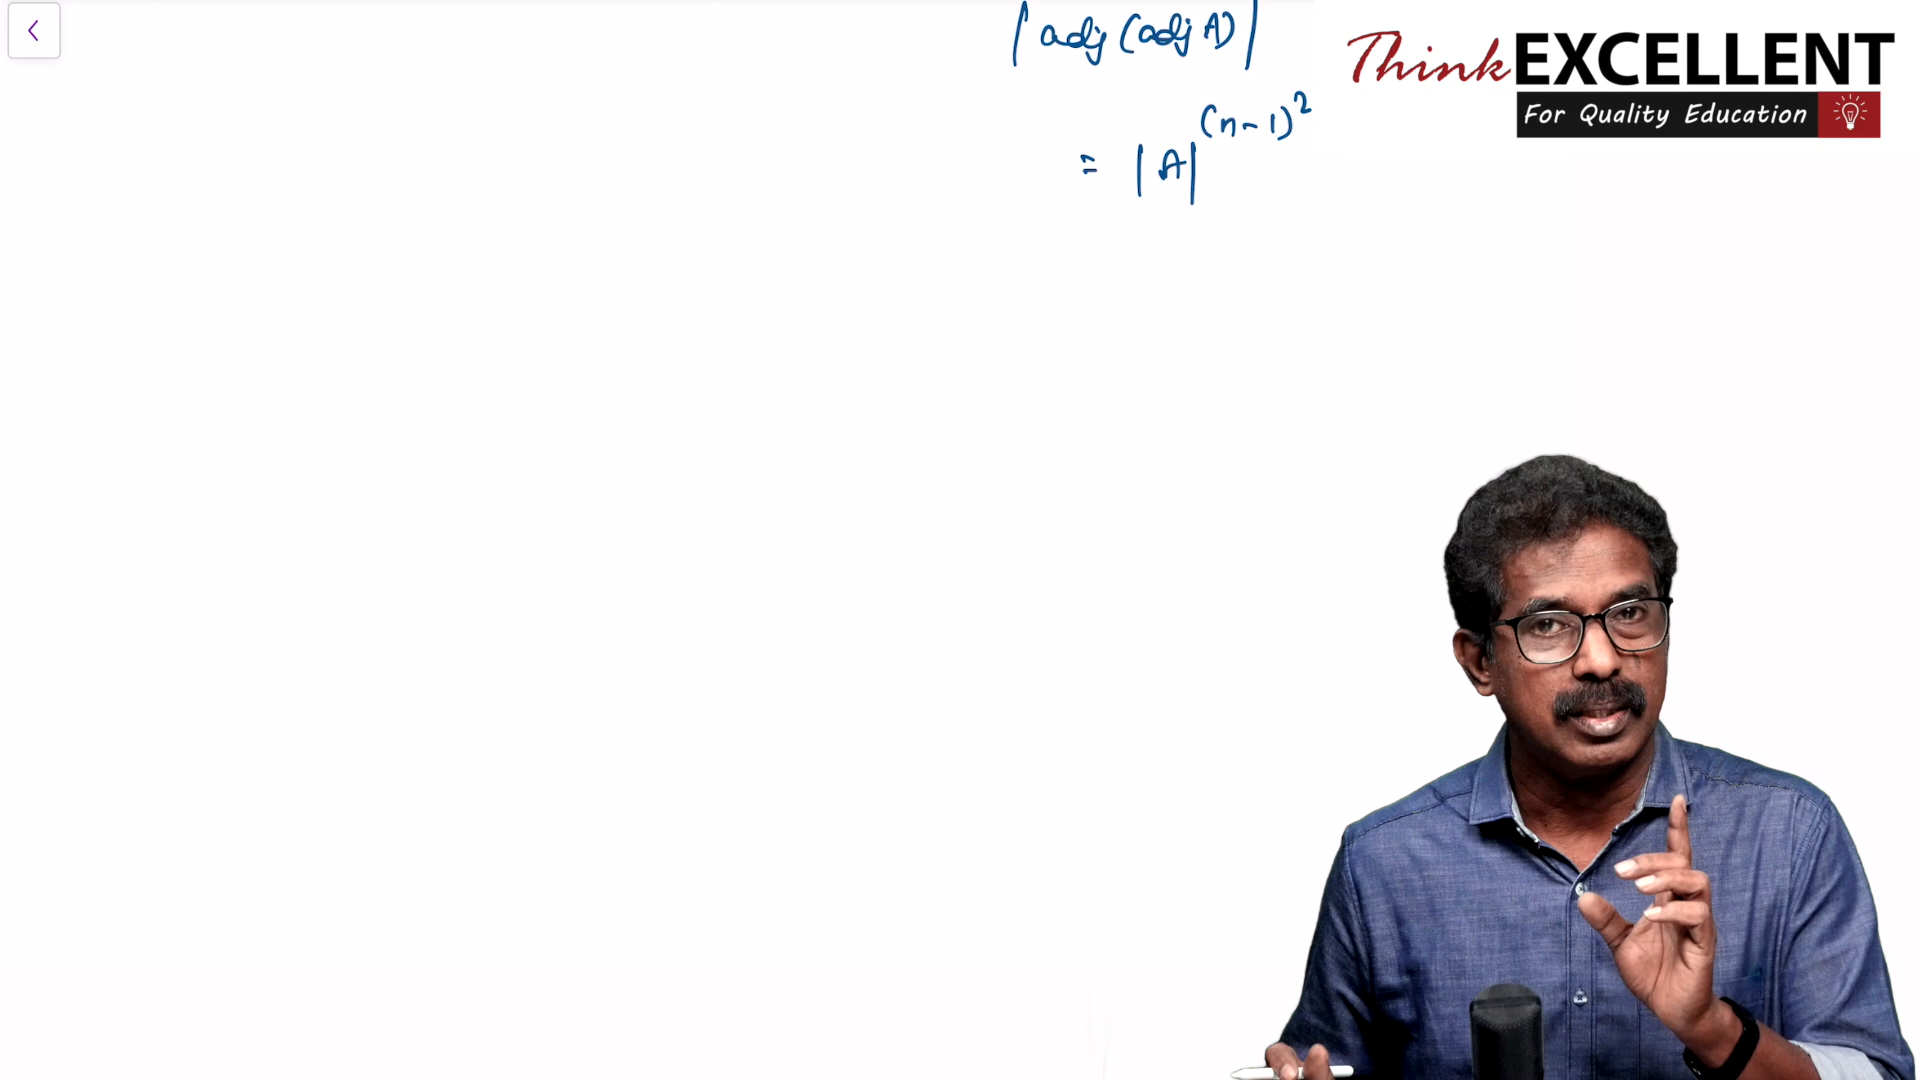 |adj (adj A)|
= |A|^(n-1)^2
Think EXCELLENT
For Quality Education